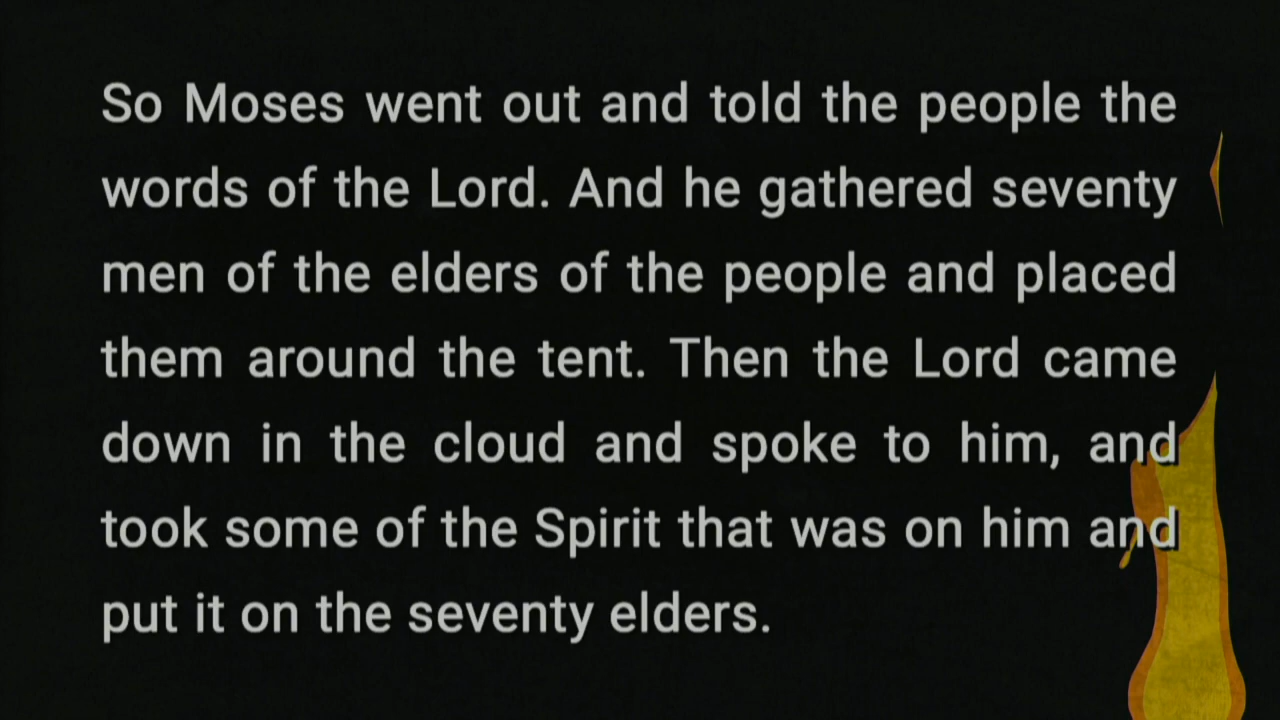 So Moses went out and told the people the
words of the Lord. And he gathered seventy
men of the elders of the people and placed
them around the tent. Then the Lord came
down in the cloud and spoke to him, and
took some of the Spirit that was on him and
put it on the seventy elders.